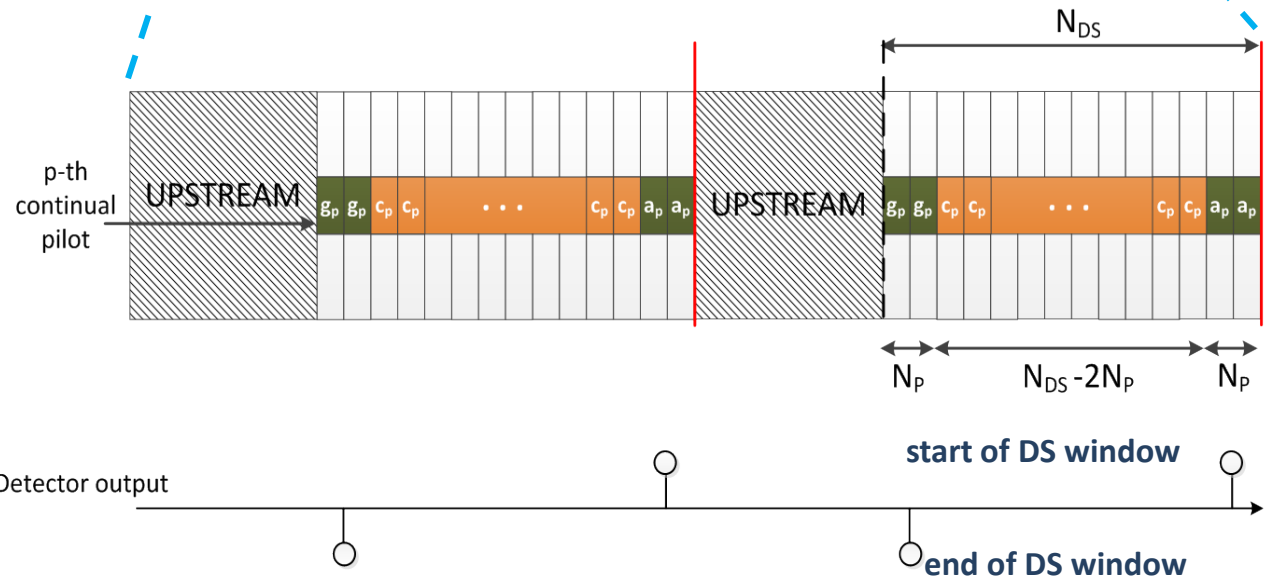 N_DS
p-th
continual
pilot
UPSTREAM
g_p g_p c_p c_p . . . c_p c_p a_p a_p
UPSTREAM
g_p g_p c_p c_p . . . c_p c_p a_p a_p
N_P
N_DS -2N_P
N_P
start of DS window
Detector output
end of DS window